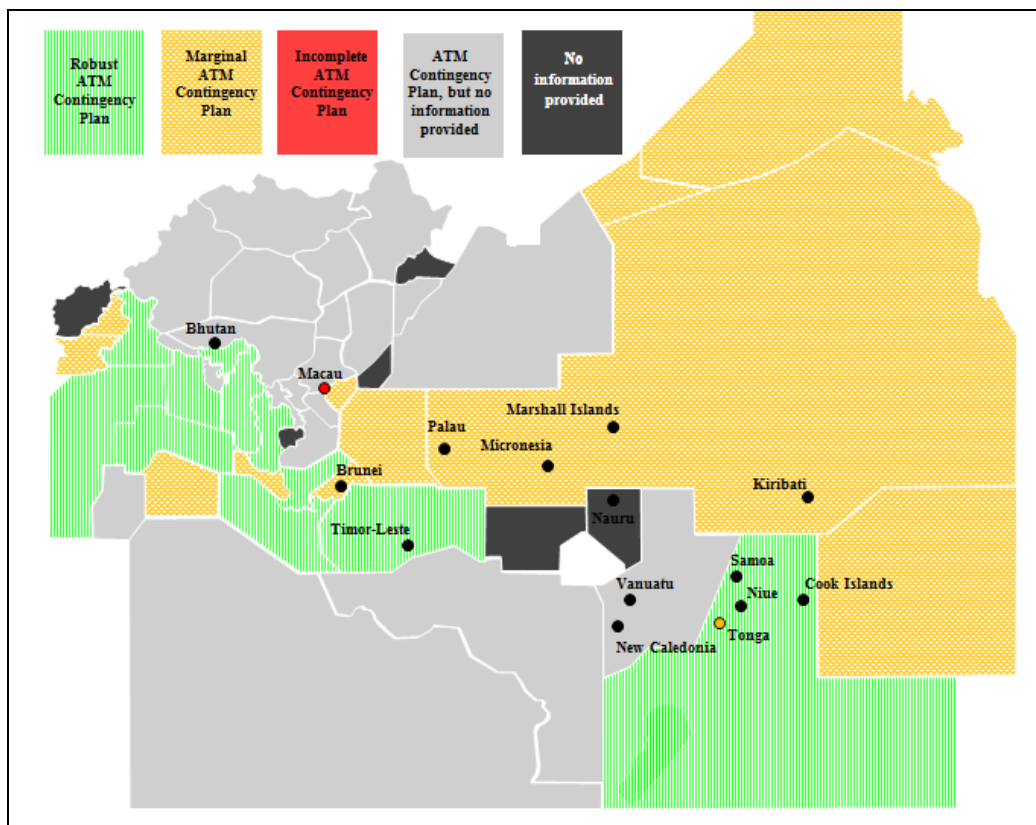 Robust
ATM
Contingency
Plan
Marginal
ATM
Contingency
Plan
Incomplete
ATM
Contingency
Plan
ATM
Contingency
Plan, but no
information
provided
No
information
provided
Bhutan
Macau
Marshall Islands
Palau
Micronesia
Brunei
Kiribati
Nauru
Timor-Leste
Samoa
Vanuatu
Niue
Cook Islands
Tonga
New Caledonia